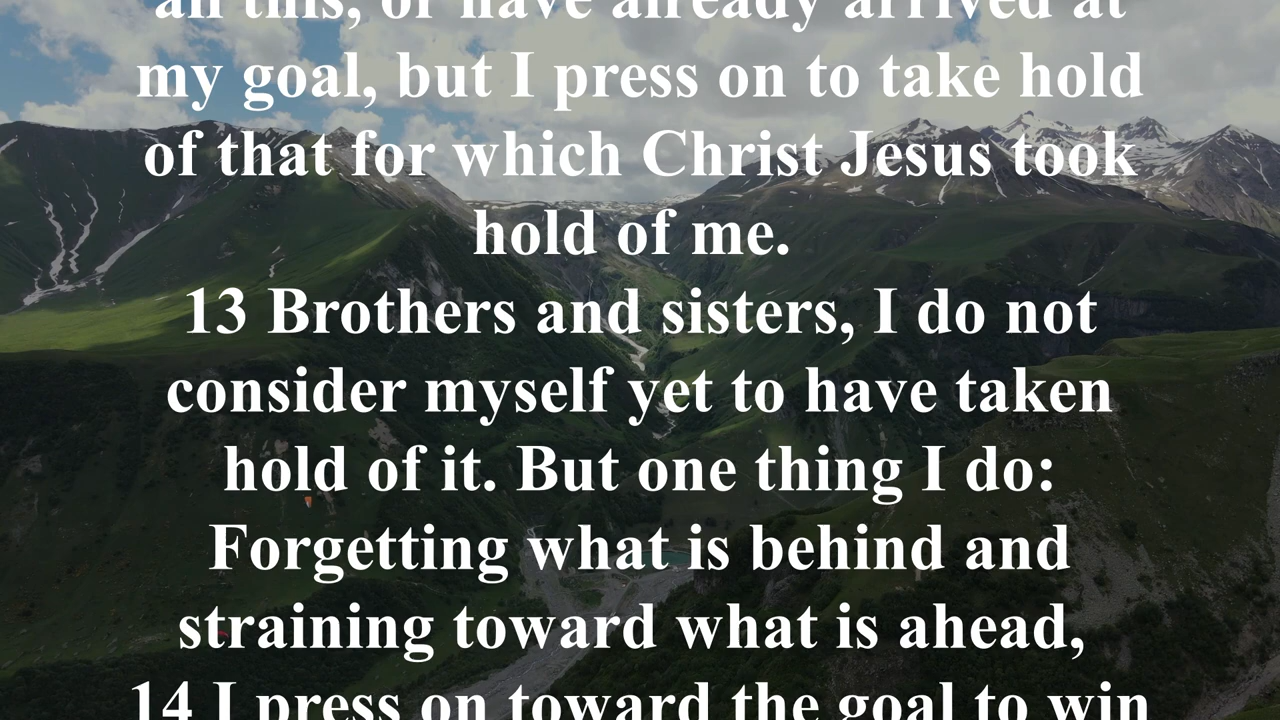 all this, or have already arrived at
my goal, but I press on to take hold
of that for which Christ Jesus took
hold of me.
13 Brothers and sisters, I do not
consider myself yet to have taken
hold of it. But one thing I do:
Forgetting what is behind and
straining toward what is ahead,
14 I press on toward the goal to win